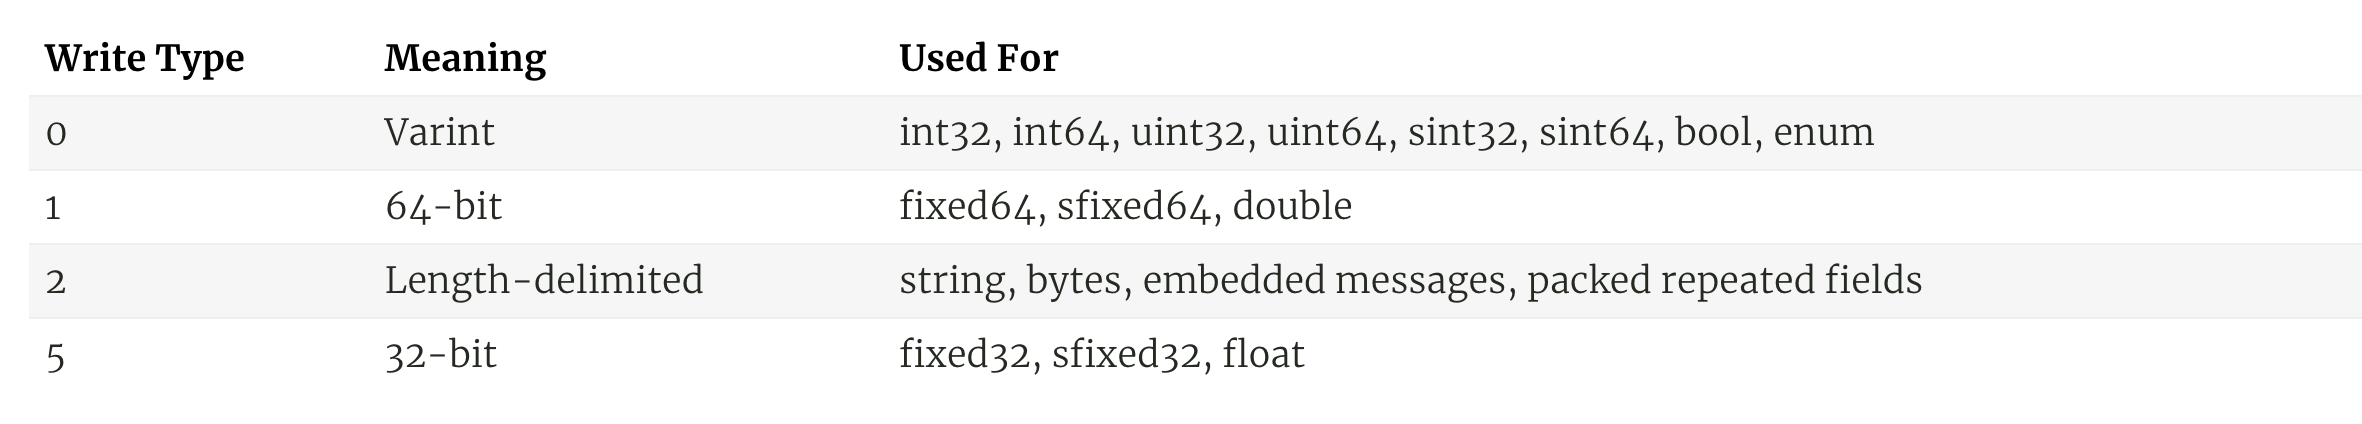 Write Type Meaning Used For
0 Varint int32, int64, uint32, uint64, sint32, sint64, bool, enum
1 64-bit fixed64, sfixed64, double
2 Length-delimited string, bytes, embedded messages, packed repeated fields
5 32-bit fixed32, sfixed32, float